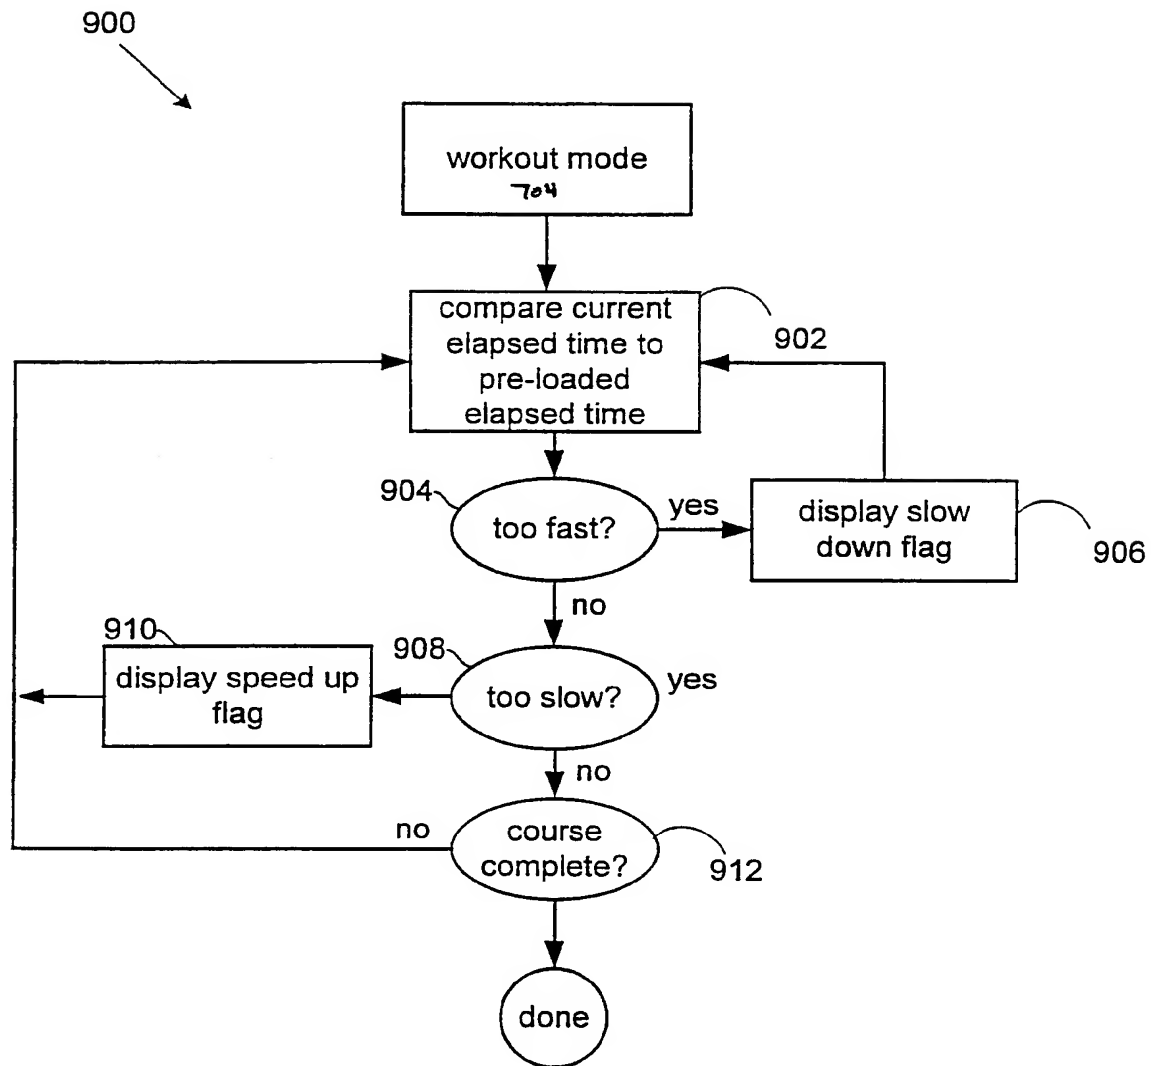 900
workout mode
704
compare current
elapsed time to
pre-loaded
elapsed time
902
904
too fast?
yes
display slow
down flag
906
no
910
display speed up
flag
908
too slow?
yes
no
no
course
complete?
912
done